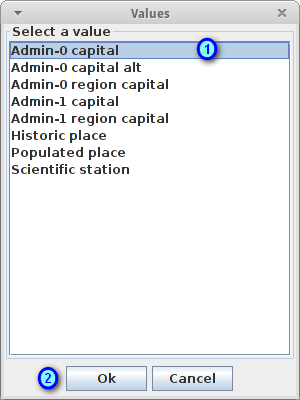 Values
Select a value
Admin-0 capital
1
Admin-0 capital alt
Admin-0 region capital
Admin-1 capital
Admin-1 region capital
Historic place
Populated place
Scientific station
2
Ok
Cancel